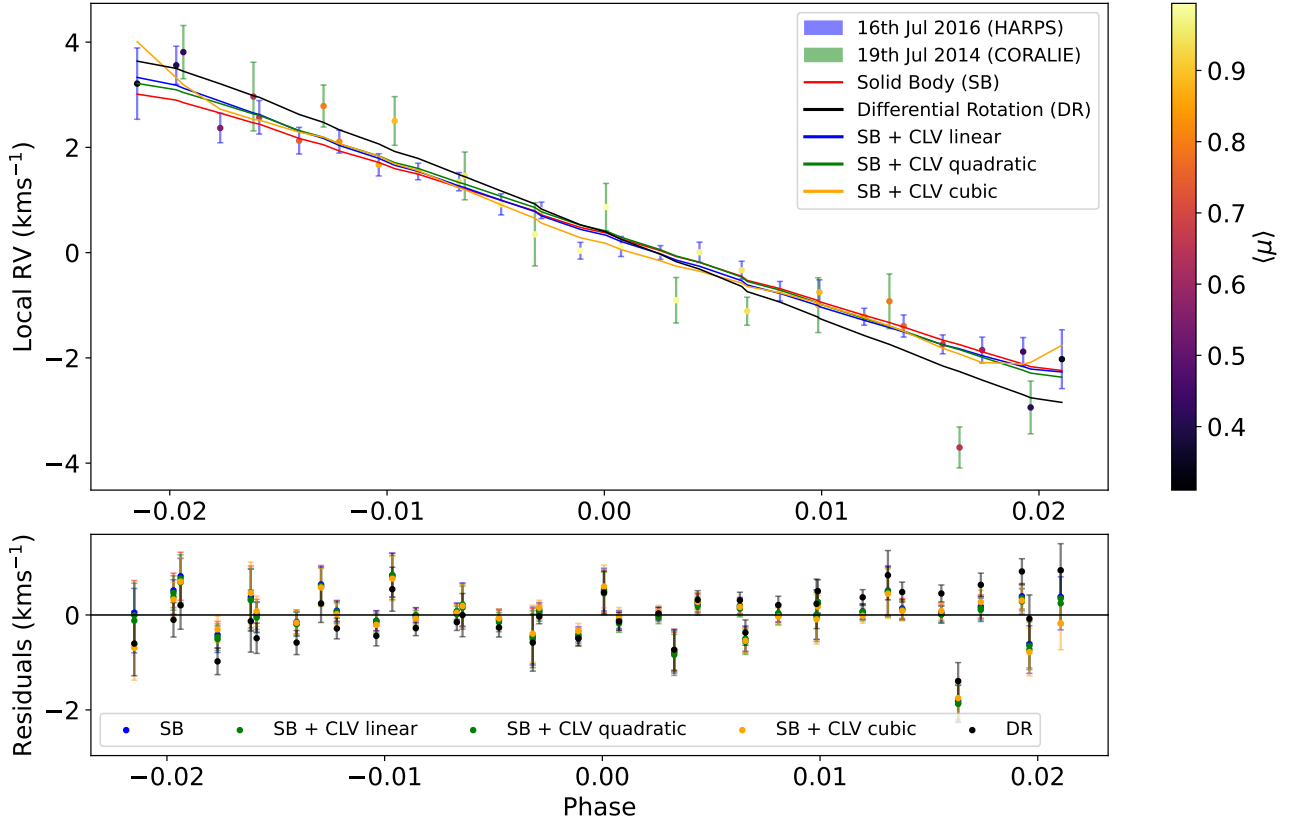 4
2
0
−2
−4
Local RV (kms⁻¹)
16th Jul 2016 (HARPS)
19th Jul 2014 (CORALIE)
Solid Body (SB)
Differential Rotation (DR)
SB + CLV linear
SB + CLV quadratic
SB + CLV cubic
−0.02 −0.01 0.00 0.01 0.02
0.9
0.8
0.7
0.6
0.5
0.4
⟨μ⟩
0
−2
Residuals (kms⁻¹)
SB SB + CLV linear SB + CLV quadratic SB + CLV cubic DR
−0.02 −0.01 0.00 0.01 0.02
Phase